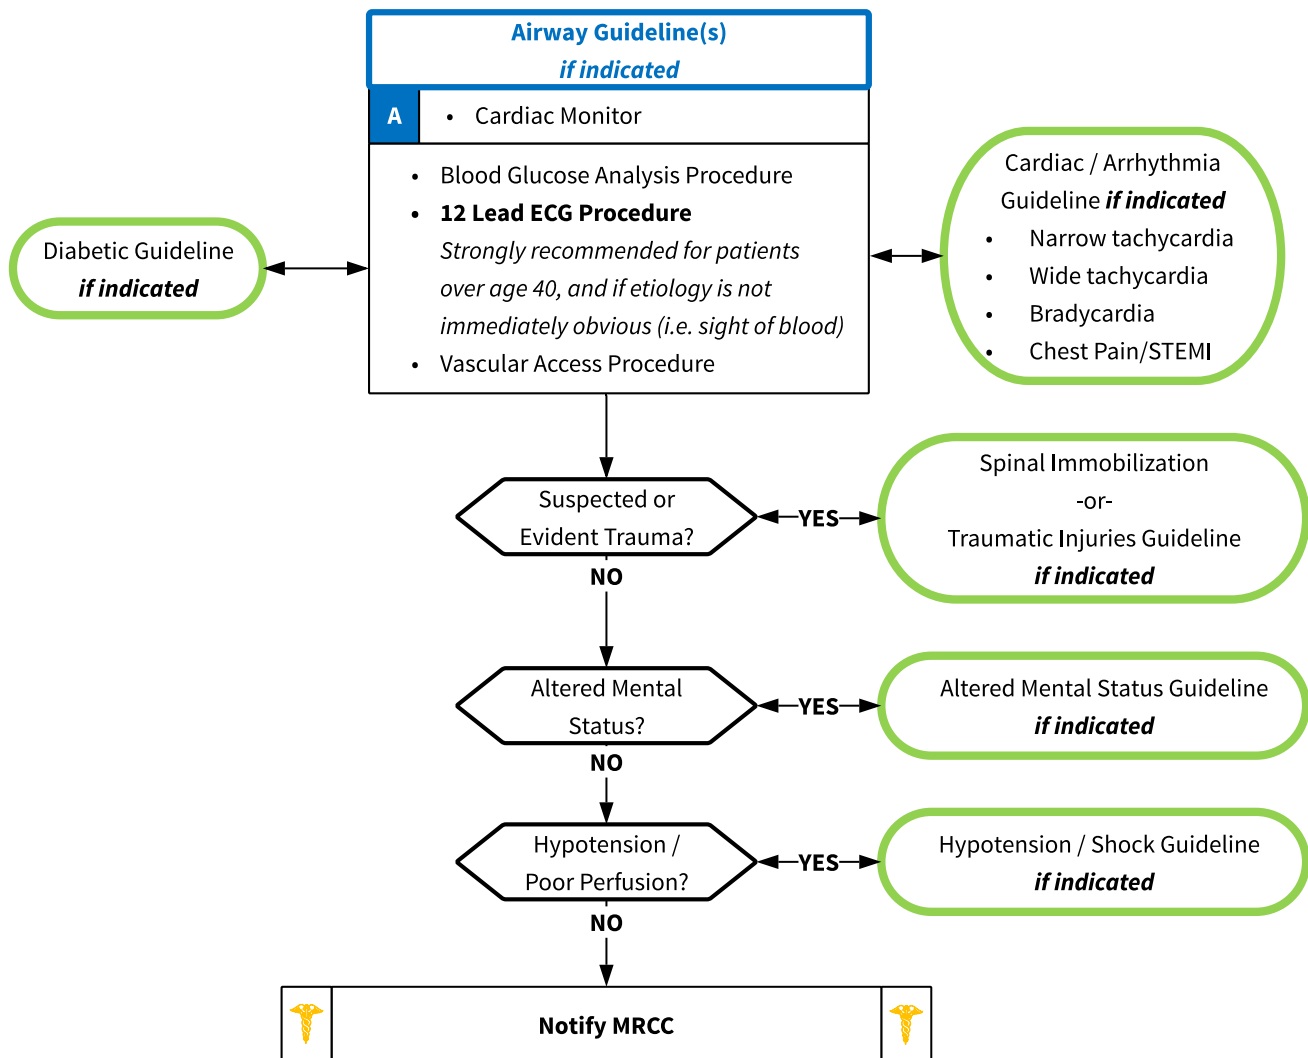 Airway Guideline(s)
if indicated
A
• Cardiac Monitor
• Blood Glucose Analysis Procedure
• 12 Lead ECG Procedure
Strongly recommended for patients
over age 40, and if etiology is not
immediately obvious (i.e. sight of blood)
• Vascular Access Procedure
Diabetic Guideline
if indicated
Cardiac / Arrhythmia
Guideline if indicated
• Narrow tachycardia
• Wide tachycardia
• Bradycardia
• Chest Pain/STEMI
Suspected or
Evident Trauma?
YES
Spinal Immobilization
-or-
Traumatic Injuries Guideline
if indicated
NO
Altered Mental
Status?
YES
Altered Mental Status Guideline
if indicated
NO
Hypotension /
Poor Perfusion?
YES
Hypotension / Shock Guideline
if indicated
NO
Notify MRCC